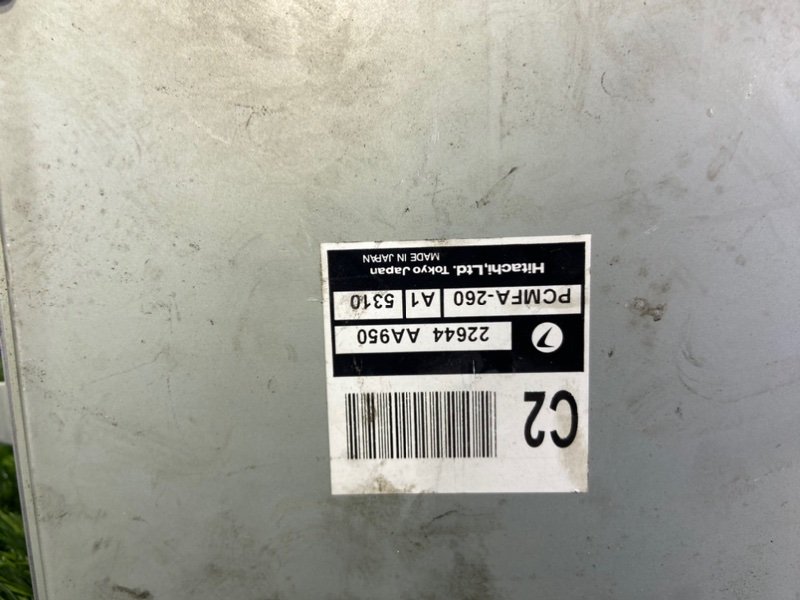 C2
22644 AA950
PCMFA-260 A1 5310
Hitachi,Ltd. Tokyo Japan
MADE IN JAPAN